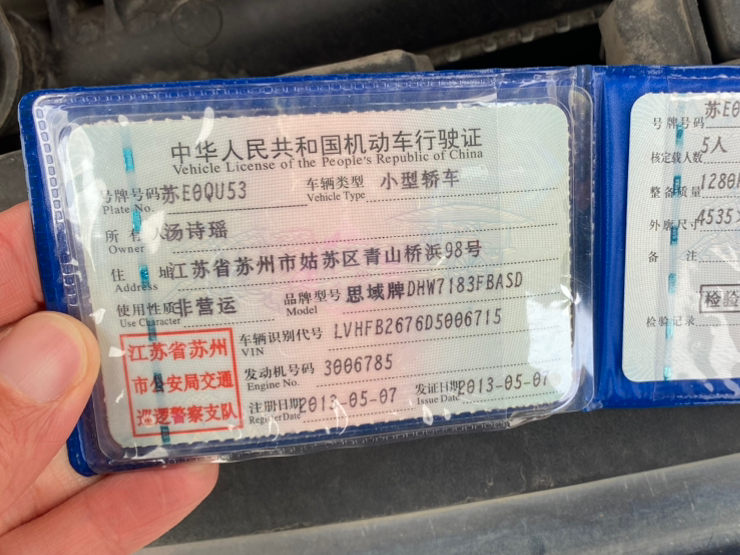 中华人民共和国机动车行驶证
Vehicle License of the People's Republic of China
号牌号码 苏E0QU53 车辆类型 小型轿车
Plate No. Vehicle Type
所有人 汤诗瑶
Owner
住址 江苏省苏州市姑苏区青山桥浜98号
Address
使用性质 非营运 品牌型号 思域牌DHW7183FBASD
Use Character Model
江苏省苏州
市公安局交通
巡逻警察支队
车辆识别代号 LVHFB2676D5006715
VIN
发动机号码 3006785
Engine No.
注册日期 2013-05-07 发证日期 2013-05-07
Register Date Issue Date
号牌号码 苏E0
核定载人数 5人
整备质量 1280
外廓尺寸 4535×
备注
检验
检验记录